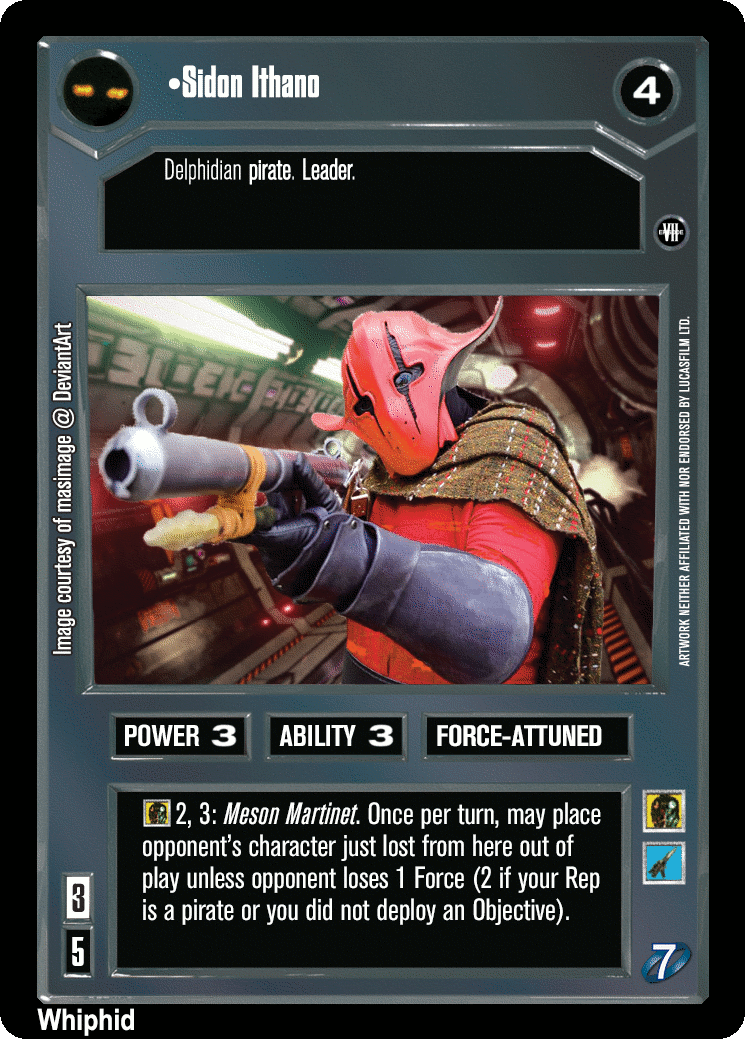 •Sidon Ithano
4
Delphidian pirate. Leader.
EPISODE VII
Image courtesy of masimage @ DeviantArt
ARTWORK NEITHER AFFILIATED WITH NOR ENDORSED BY LUCASFILM LTD.
POWER 3
ABILITY 3
FORCE-ATTUNED
2, 3: Meson Martinet. Once per turn, may place
opponent’s character just lost from here out of
play unless opponent loses 1 Force (2 if your Rep
is a pirate or you did not deploy an Objective).
3
5
7
Whiphid